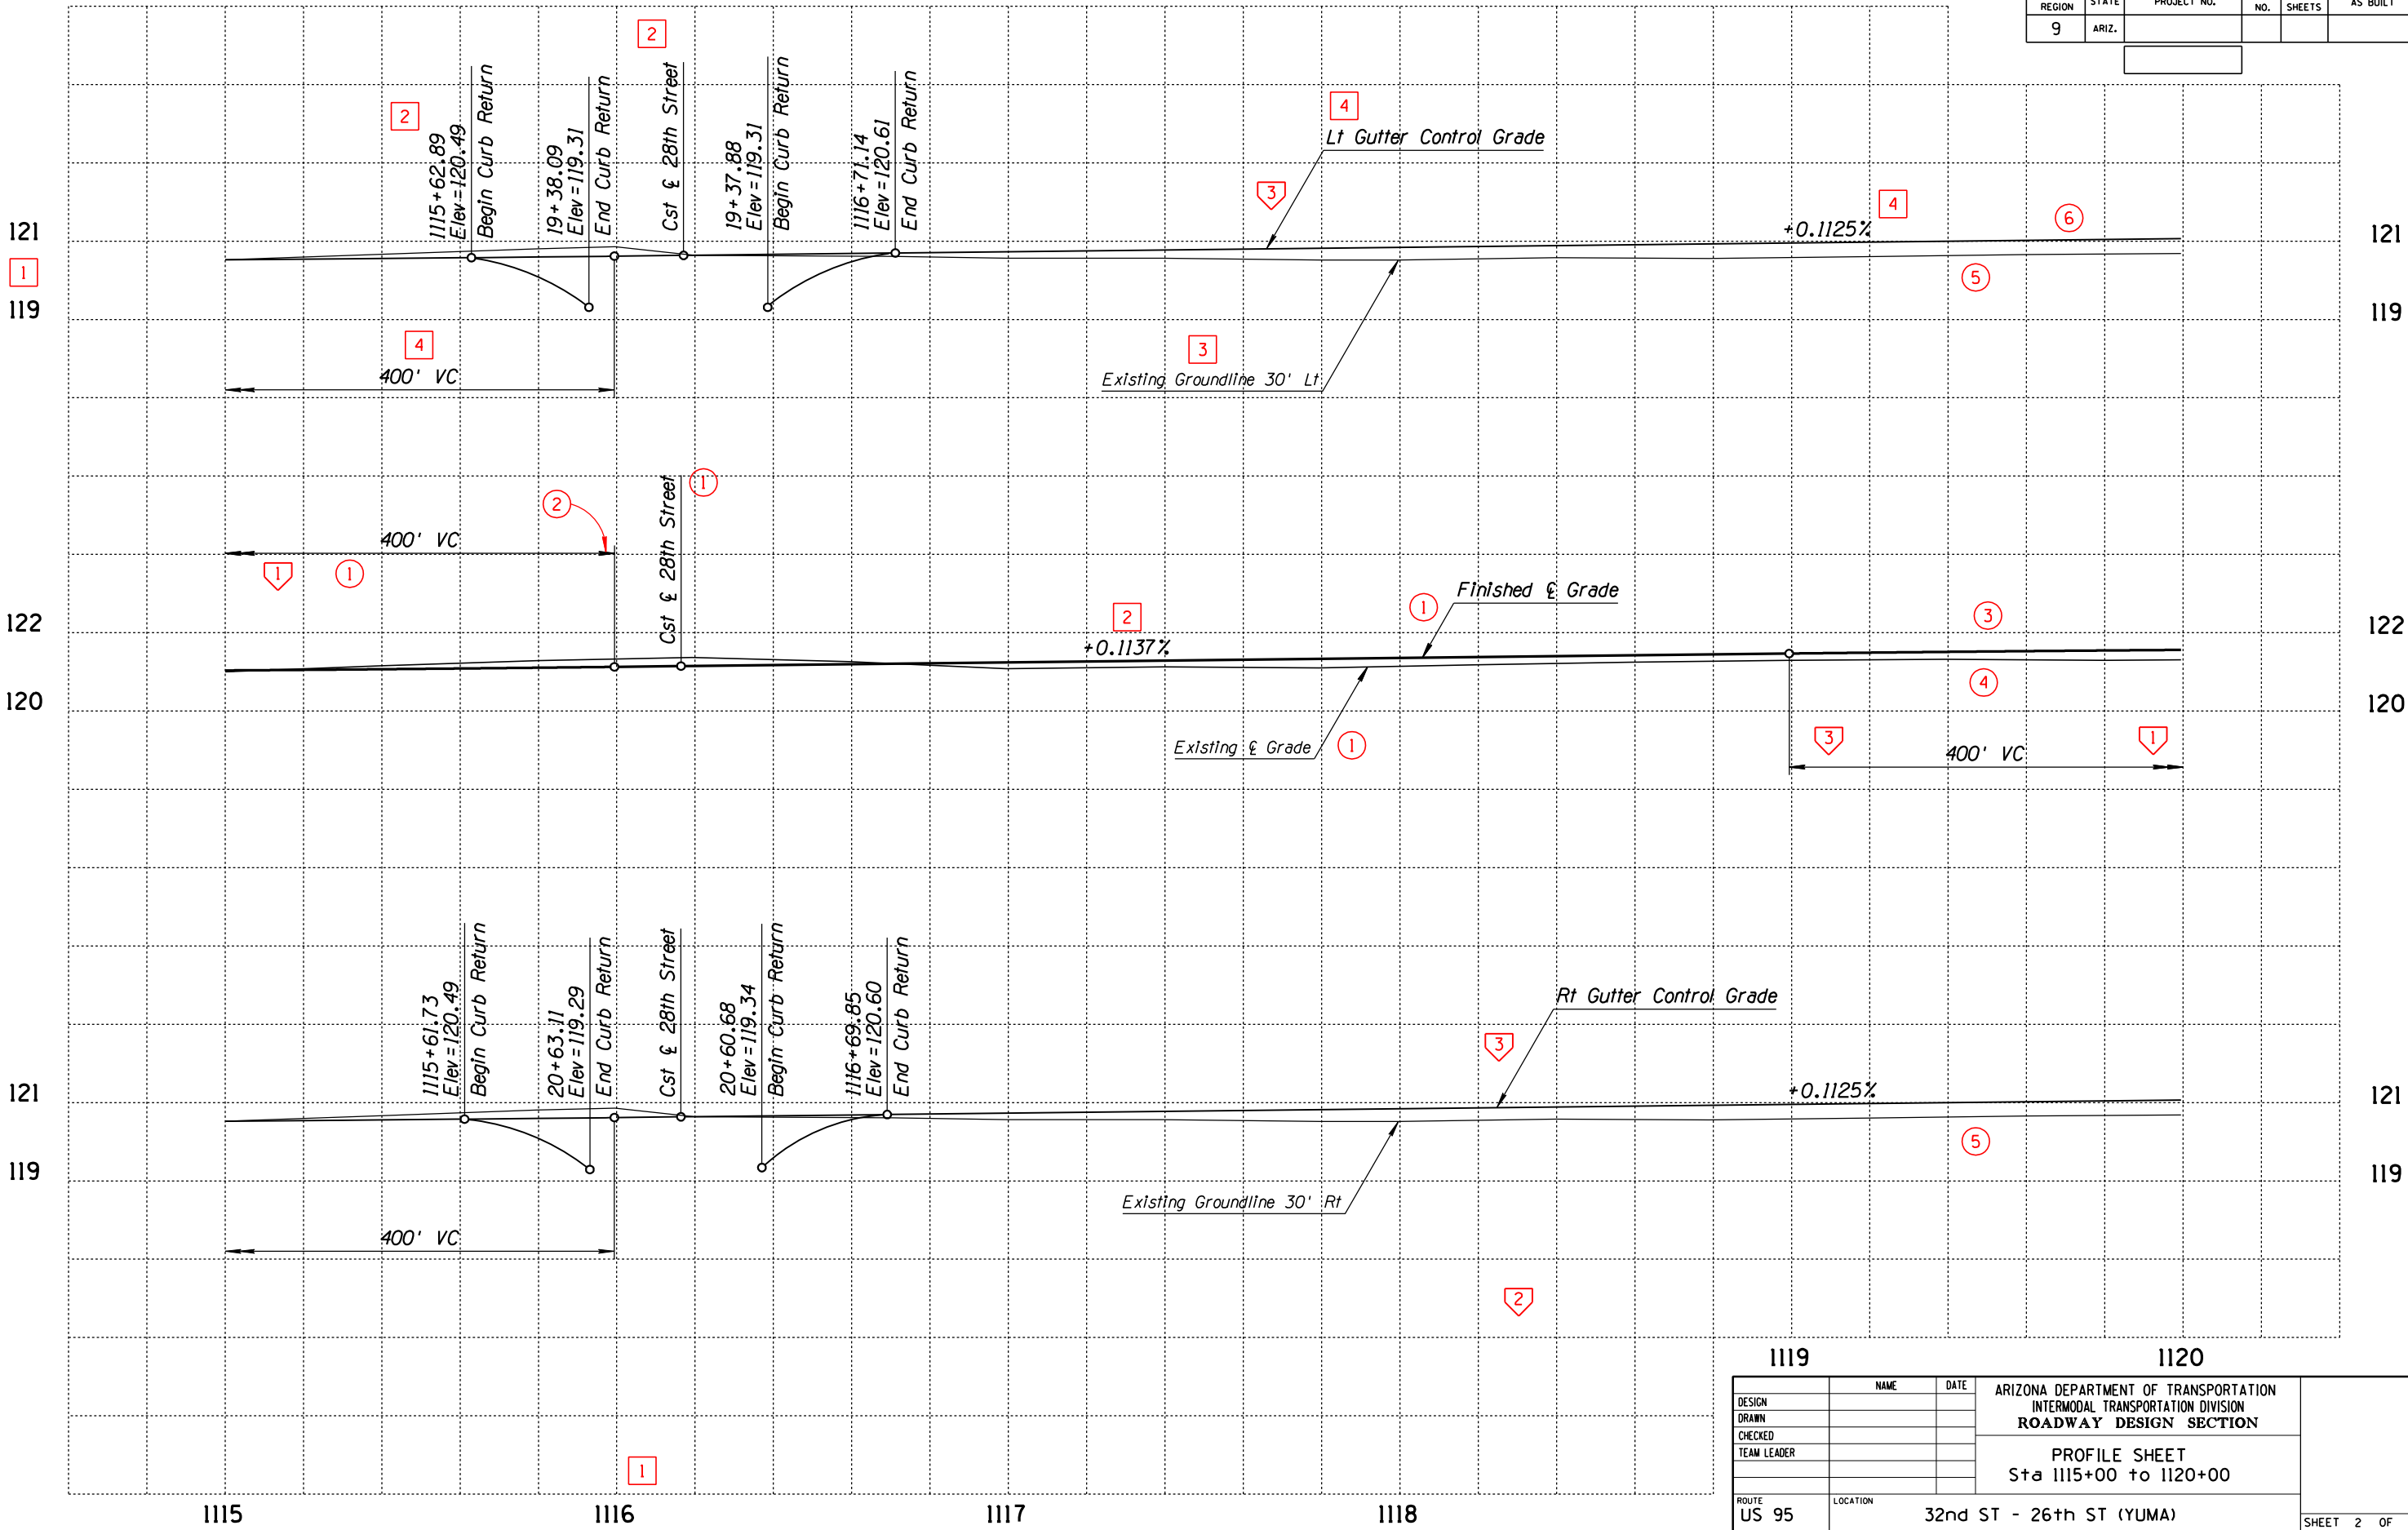 REGION STATE PROJECT NO. NO. SHEETS AS BUILT
9 ARIZ.
2
2
1115+62.89
Elev=120.49
Begin Curb Return
19+38.09
Elev=119.31
End Curb Return
Cst ℄ 28th Street
19+37.88
Elev=119.31
Begin Curb Return
1116+71.14
Elev=120.61
End Curb Return
4
Lt Gutter Control Grade
3
4
+0.1125%
6
121
121
1
5
119
119
4
400' VC
3
Existing Groundline 30' Lt
1
2
Cst ℄ 28th Street
400' VC
1
1
Finished ℄ Grade
1
2
3
122
122
+0.1137%
4
120
120
Existing ℄ Grade
1
3
1
400' VC
1115+61.73
Elev=120.49
Begin Curb Return
20+63.11
Elev=119.29
End Curb Return
Cst ℄ 28th Street
20+60.68
Elev=119.34
Begin Curb Return
1116+69.85
Elev=120.60
End Curb Return
Rt Gutter Control Grade
3
+0.1125%
121
121
5
119
119
Existing Groundline 30' Rt
400' VC
2
1119
1120
NAME DATE
DESIGN
DRAWN
CHECKED
TEAM LEADER
ARIZONA DEPARTMENT OF TRANSPORTATION
INTERMODAL TRANSPORTATION DIVISION
ROADWAY DESIGN SECTION
PROFILE SHEET
Sta 1115+00 to 1120+00
1
1115
1116
1117
1118
ROUTE
US 95
LOCATION
32nd ST - 26th ST (YUMA)
SHEET 2 OF